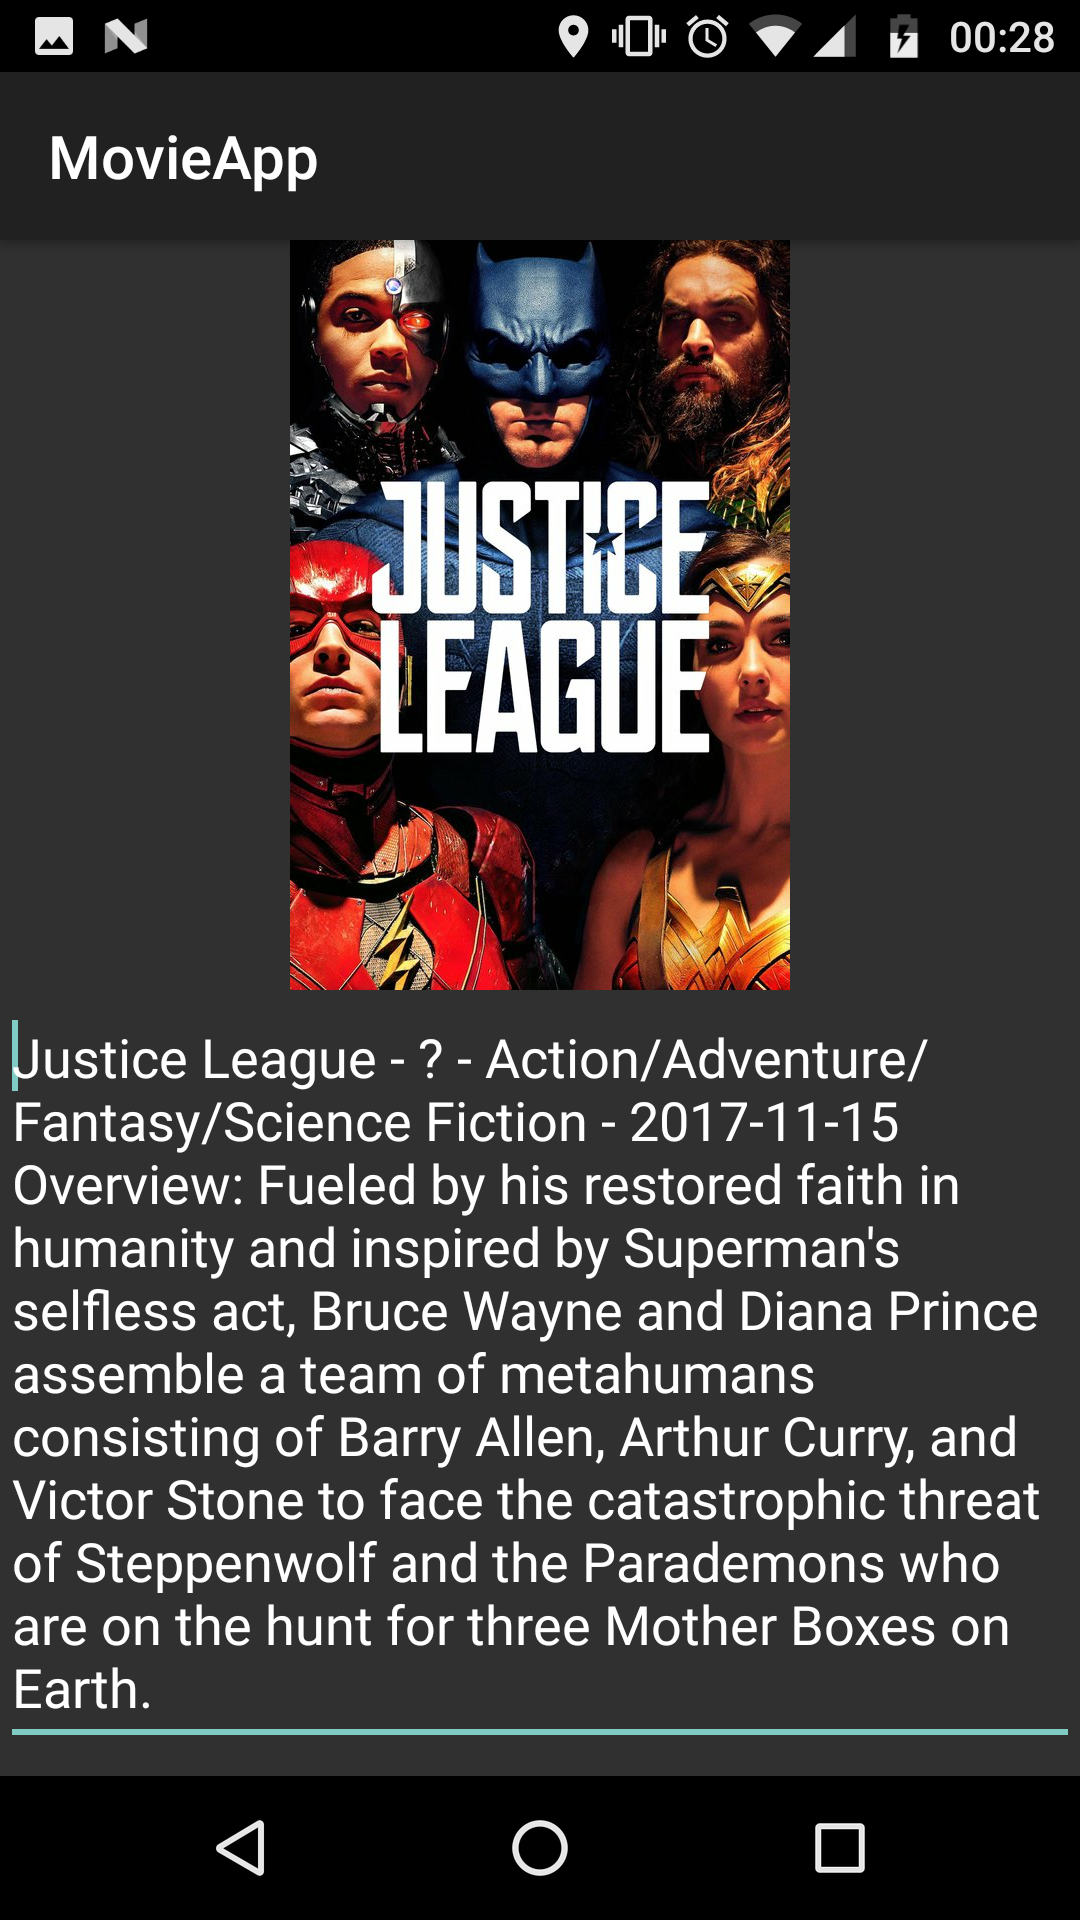 00:28
MovieApp
JUSTICE
LEAGUE
Justice League - ? - Action/Adventure/
Fantasy/Science Fiction - 2017-11-15
Overview: Fueled by his restored faith in
humanity and inspired by Superman's
selfless act, Bruce Wayne and Diana Prince
assemble a team of metahumans
consisting of Barry Allen, Arthur Curry, and
Victor Stone to face the catastrophic threat
of Steppenwolf and the Parademons who
are on the hunt for three Mother Boxes on
Earth.